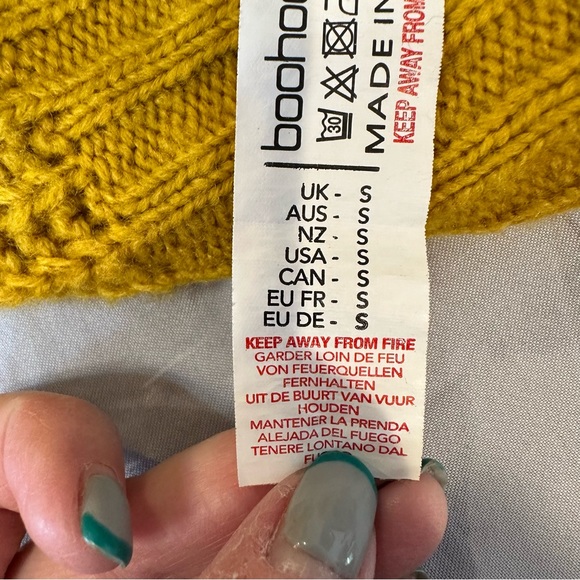 boohoo
30
MADE IN
KEEP AWAY FROM
UK - S
AUS - S
NZ - S
USA - S
CAN - S
EU FR - S
EU DE - S
KEEP AWAY FROM FIRE
GARDER LOIN DE FEU
VON FEUERQUELLEN
FERNHALTEN
UIT DE BUURT VAN VUUR
HOUDEN
MANTENER LA PRENDA
ALEJADA DEL FUEGO
TENERE LONTANO DAL